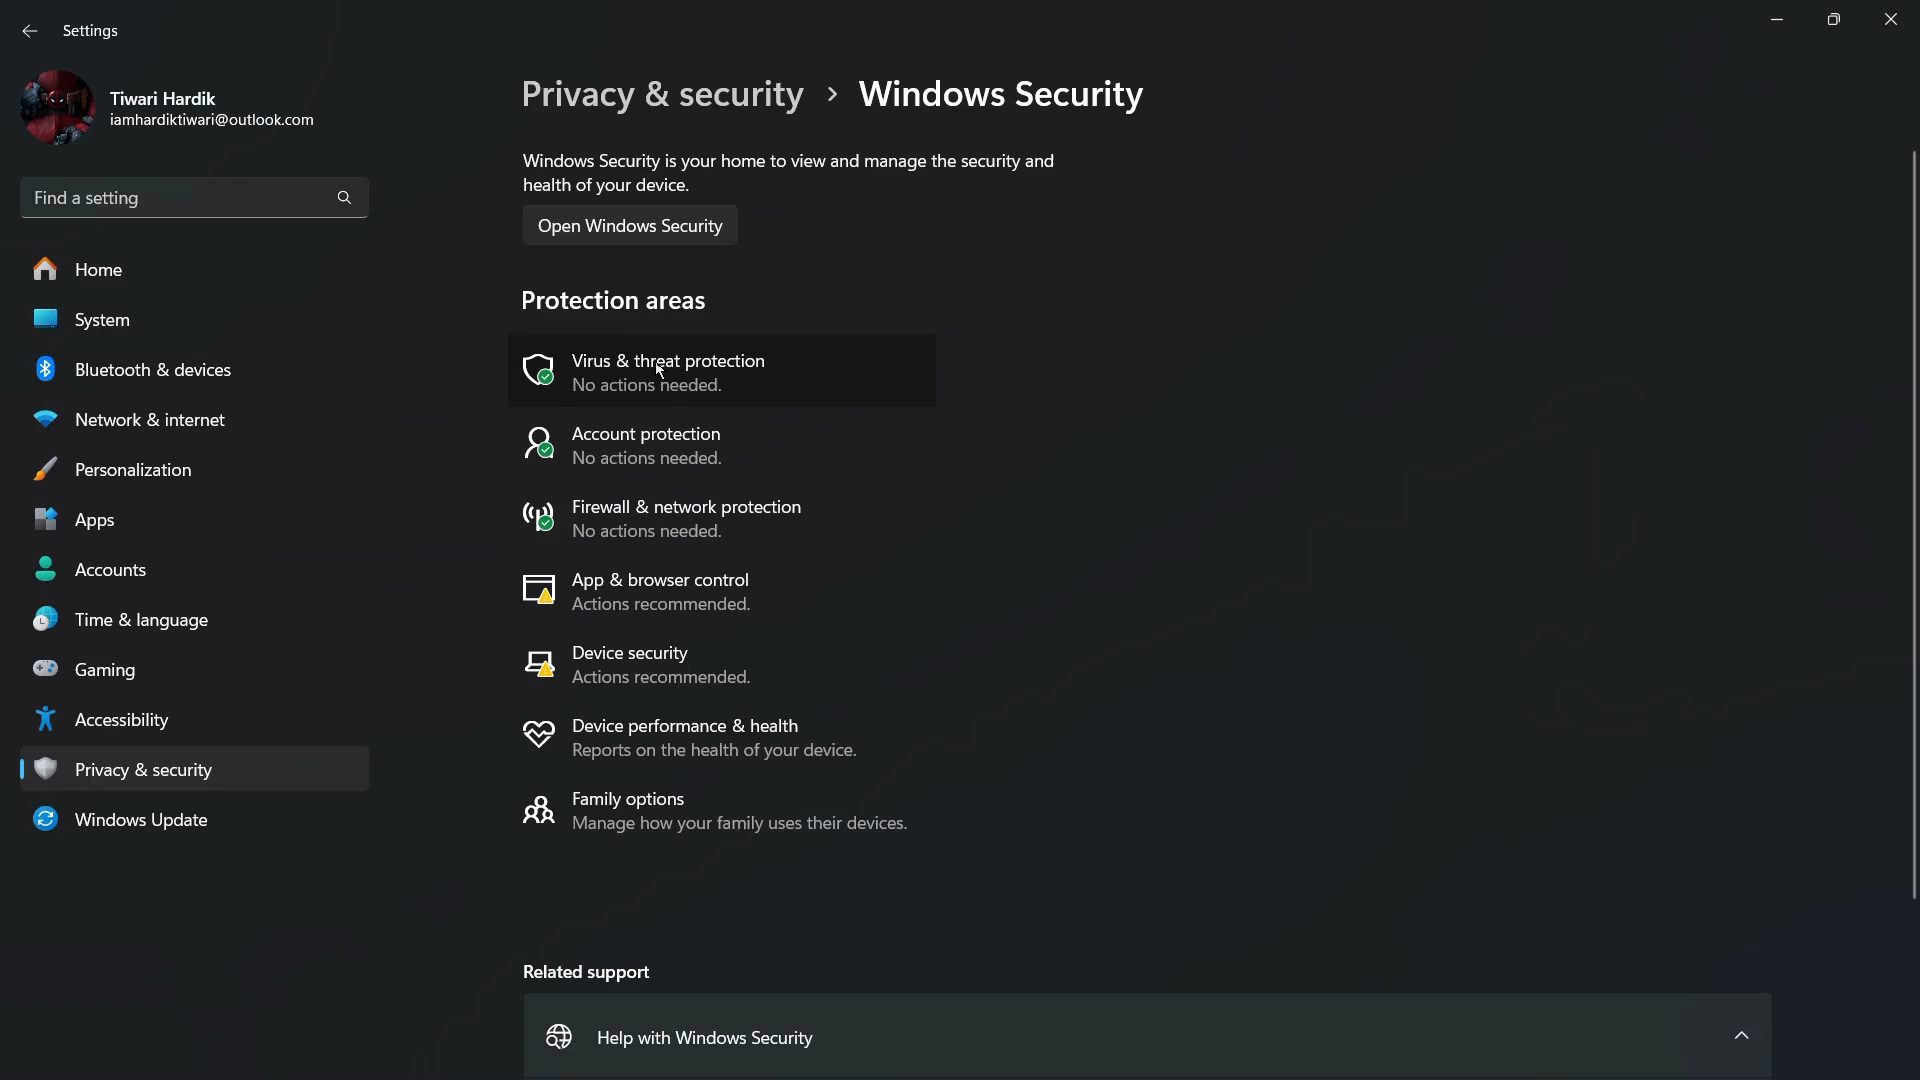 Settings
Tiwari Hardik
iamhardiktiwari@outlook.com
Find a setting
Home
System
Bluetooth & devices
Network & internet
Personalization
Apps
Accounts
Time & language
Gaming
Accessibility
Privacy & security
Windows Update
Privacy & security > Windows Security
Windows Security is your home to view and manage the security and
health of your device.
Open Windows Security
Protection areas
Virus & threat protection
No actions needed.
Account protection
No actions needed.
Firewall & network protection
No actions needed.
App & browser control
Actions recommended.
Device security
Actions recommended.
Device performance & health
Reports on the health of your device.
Family options
Manage how your family uses their devices.
Related support
Help with Windows Security